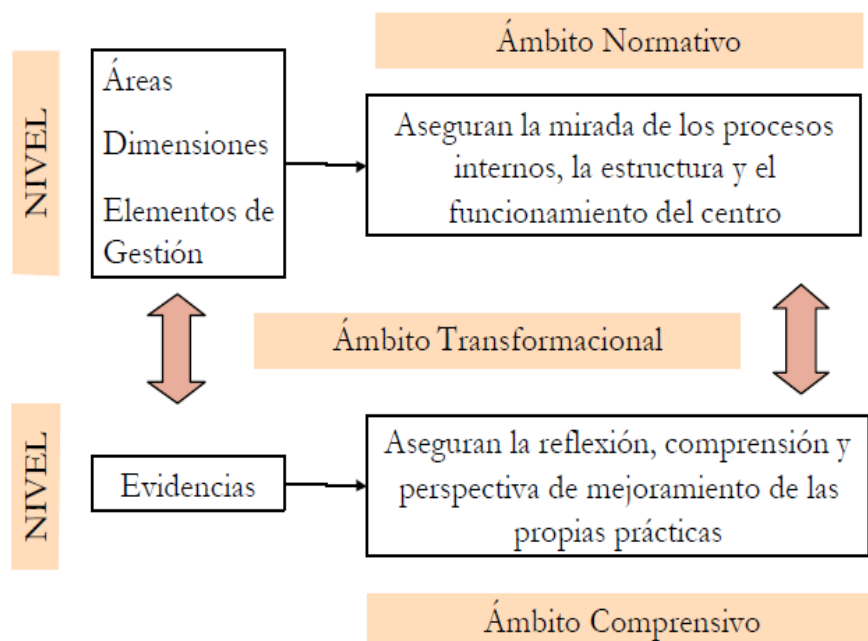 Ámbito Normativo
NIVEL
Áreas
Dimensiones
Elementos de
Gestión
Aseguran la mirada de los procesos
internos, la estructura y el
funcionamiento del centro
Ámbito Transformacional
NIVEL
Evidencias
Aseguran la reflexión, comprensión y
perspectiva de mejoramiento de las
propias prácticas
Ámbito Comprensivo